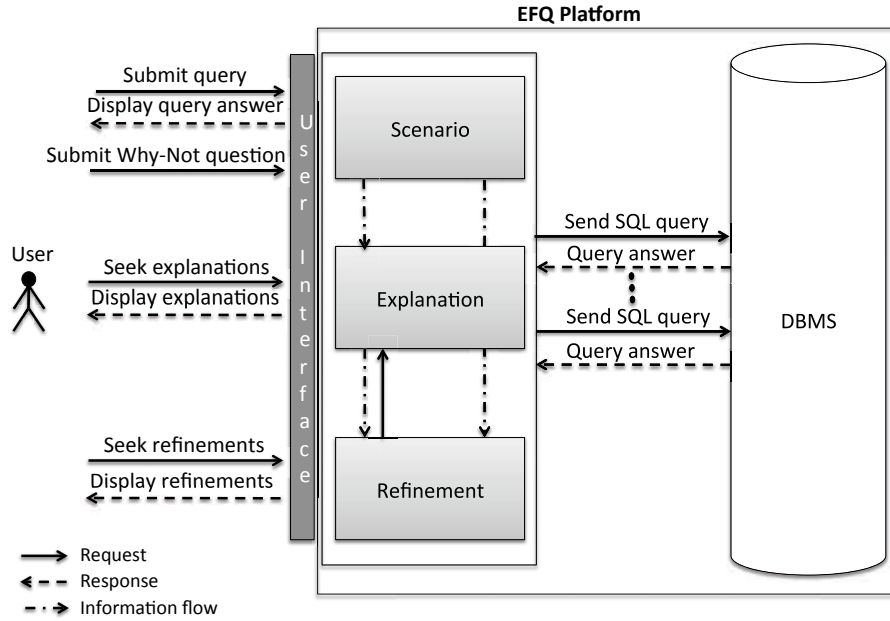 EFQ Platform
Submit query
Display query answer
Submit Why-Not question
User
Seek explanations
Display explanations
Seek refinements
Display refinements
User Interface
Scenario
Explanation
Refinement
Send SQL query
Query answer
Send SQL query
Query answer
DBMS
Request
Response
Information flow